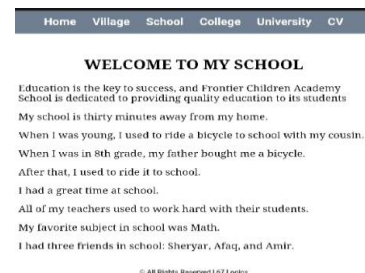 Home Village School College University CV
WELCOME TO MY SCHOOL
Education is the key to success, and Frontier Children Academy
School is dedicated to providing quality education to its students
My school is thirty minutes away from my home.
When I was young, I used to ride a bicycle to school with my cousin.
When I was in 8th grade, my father bought me a bicycle.
After that, I used to ride it to school.
I had a great time at school.
All of my teachers used to work hard with their students.
My favorite subject in school was Math.
I had three friends in school: Sheryar, Afaq, and Amir.
© All Rights Reserved | 67 Logics